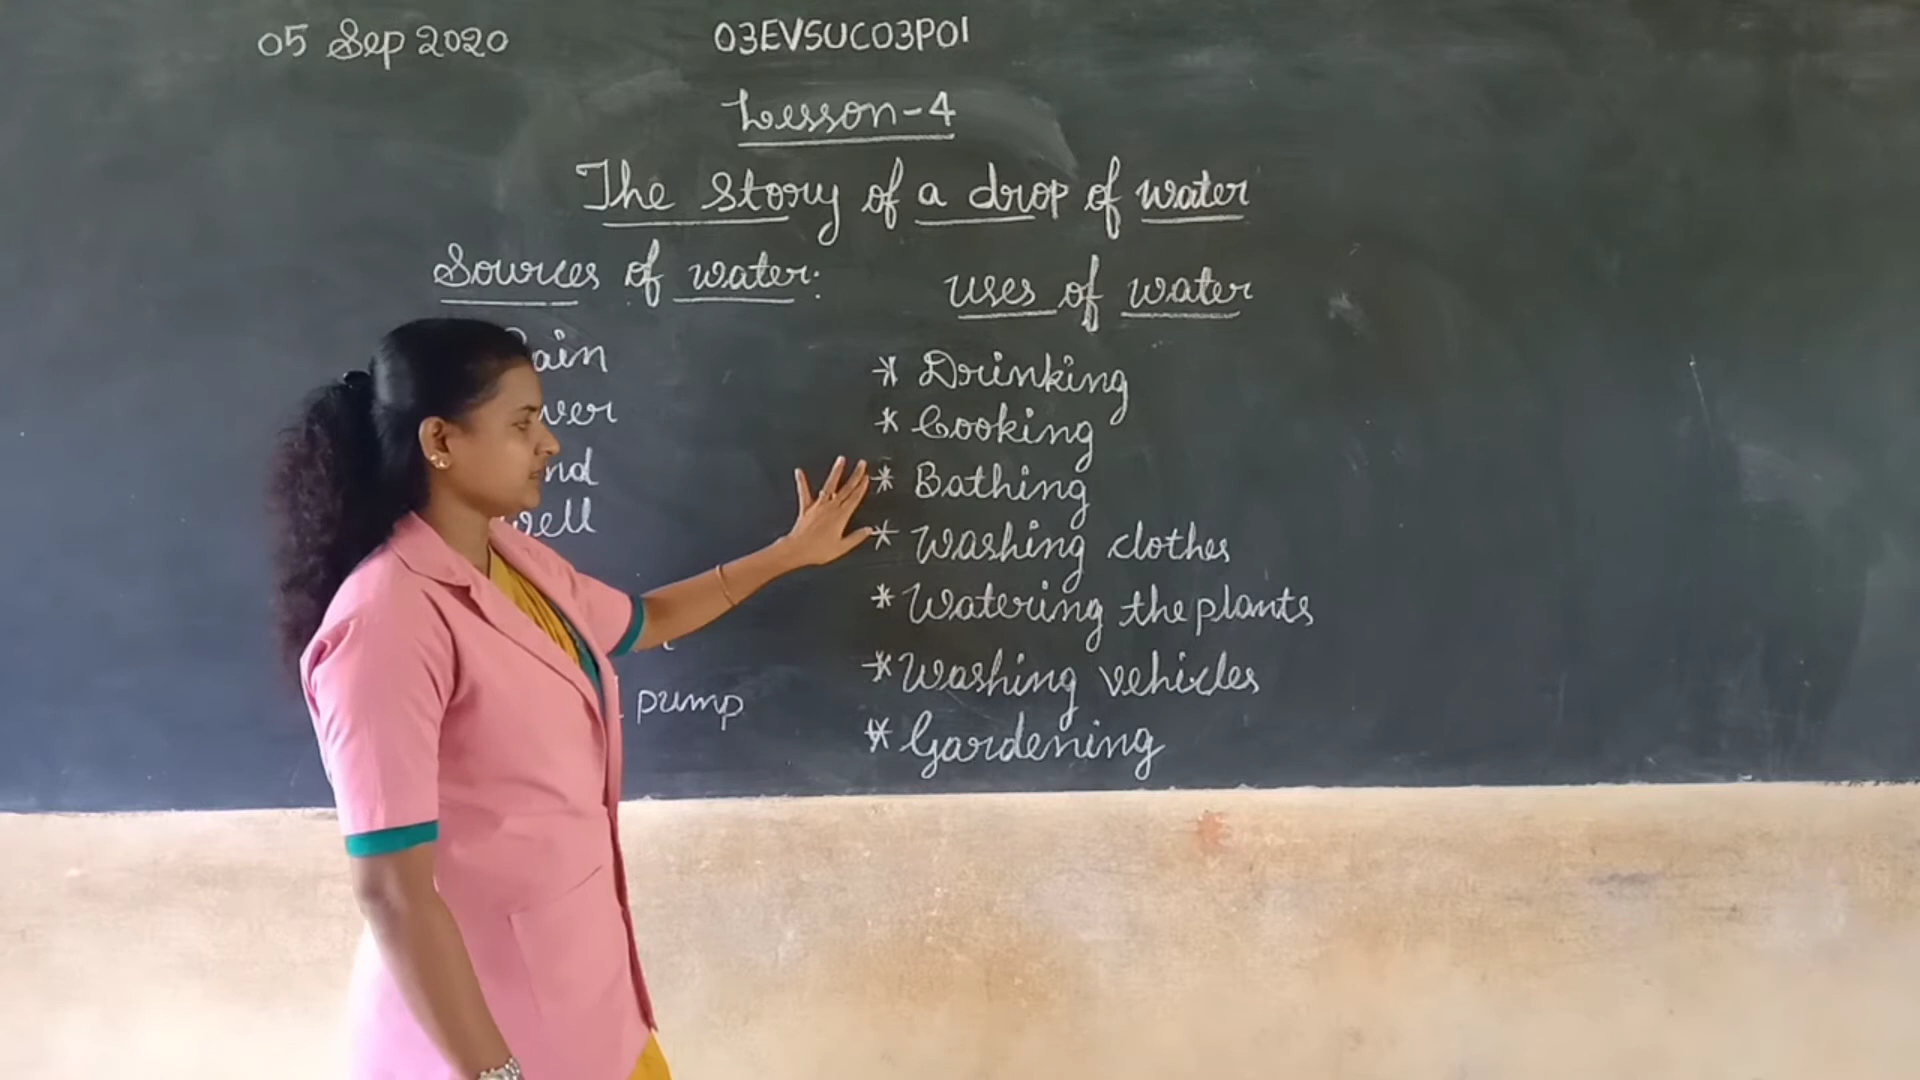 05 Sep 2020
03EVSUC03P01
Lesson-4
The story of a drop of water
Sources of water:
ain
ver
nd
well
pump
uses of water
* Drinking
* Cooking
* Bathing
* Washing clothes
* Watering the plants
* Washing vehicles
* Gardening